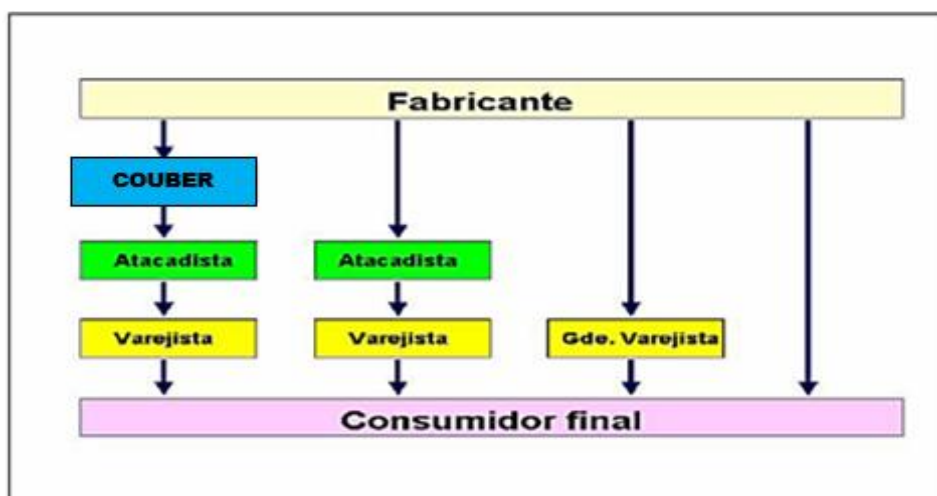 Fabricante
COUBER
Atacadista
Atacadista
Varejista
Varejista
Gde. Varejista
Consumidor final